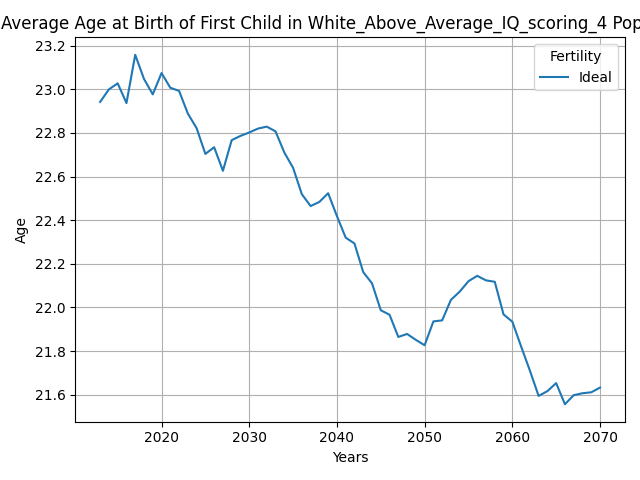 Average Age at Birth of First Child in White_Above_Average_IQ_scoring_4 Pop
Fertility
Ideal
23.2
23.0
22.8
22.6
22.4
22.2
22.0
21.8
21.6
Age
2020 2030 2040 2050 2060 2070
Years